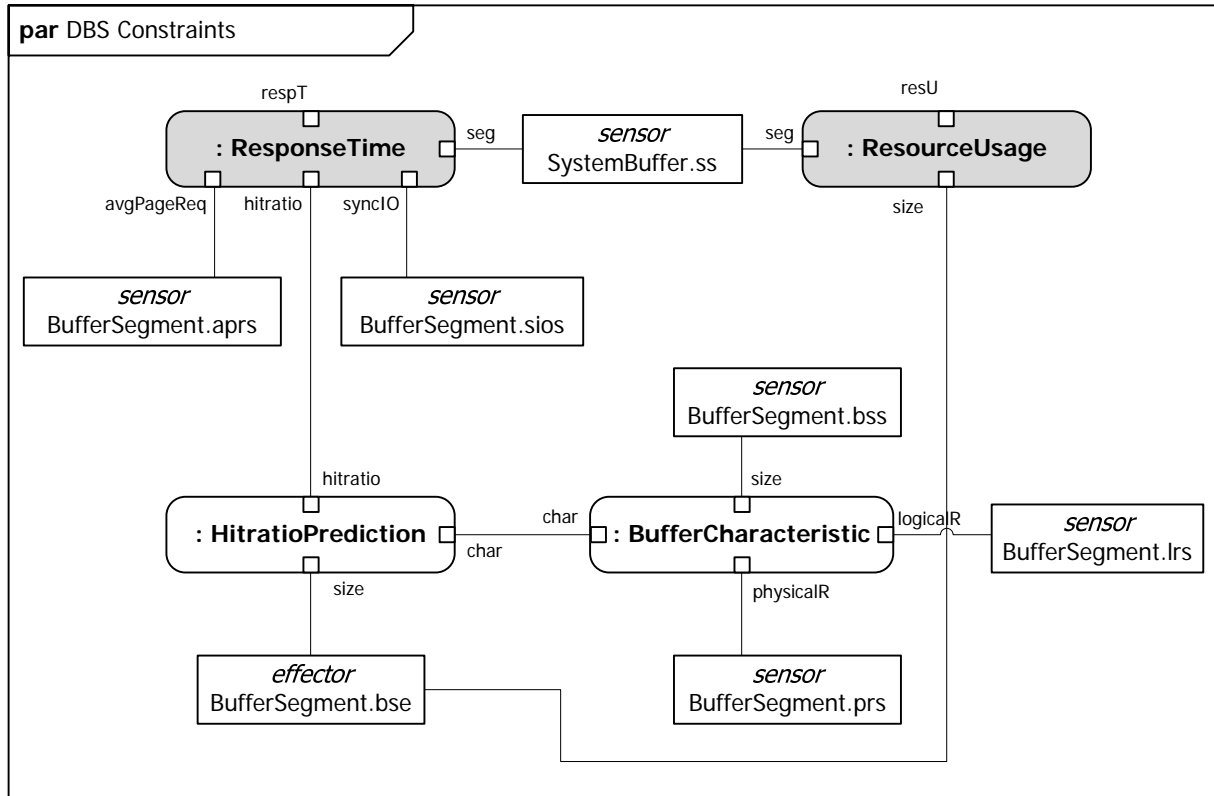 par DBS Constraints
respT
resU
: ResponseTime
seg
sensor
SystemBuffer.ss
seg
: ResourceUsage
avgPageReq
hitratio
syncIO
size
sensor
BufferSegment.aprs
sensor
BufferSegment.sios
sensor
BufferSegment.bss
hitratio
size
: HitratioPrediction
char
char
: BufferCharacteristic
logicalR
sensor
BufferSegment.lrs
size
physicalR
effector
BufferSegment.bse
sensor
BufferSegment.prs